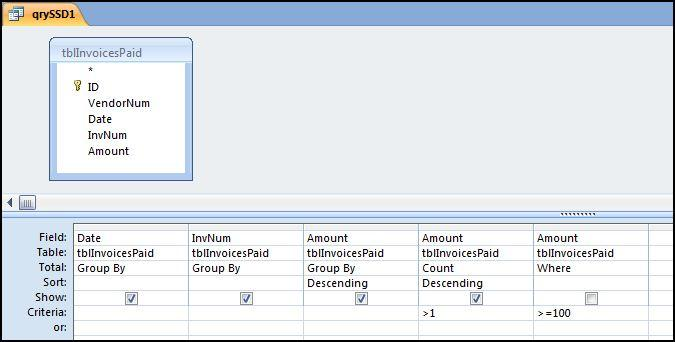 qrySSD1
tblInvoicesPaid
*
ID
VendorNum
Date
InvNum
Amount
Field: Date InvNum Amount Amount Amount
Table: tblInvoicesPaid tblInvoicesPaid tblInvoicesPaid tblInvoicesPaid tblInvoicesPaid
Total: Group By Group By Group By Count Where
Sort: Descending Descending
Show:
Criteria: >1 >=100
or: